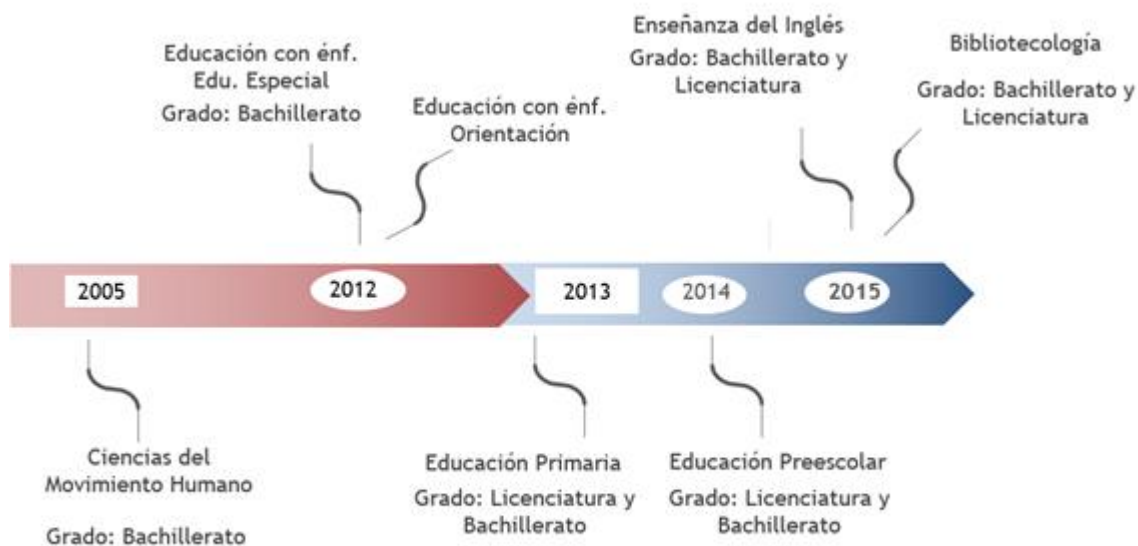 Educación con énf.
Edu. Especial
Grado: Bachillerato
Educación con énf.
Orientación
Enseñanza del Inglés
Grado: Bachillerato y
Licenciatura
Bibliotecología
Grado: Bachillerato y
Licenciatura
2005
2012
2013
2014
2015
Ciencias del
Movimiento Humano
Grado: Bachillerato
Educación Primaria
Grado: Licenciatura y
Bachillerato
Educación Preescolar
Grado: Licenciatura y
Bachillerato